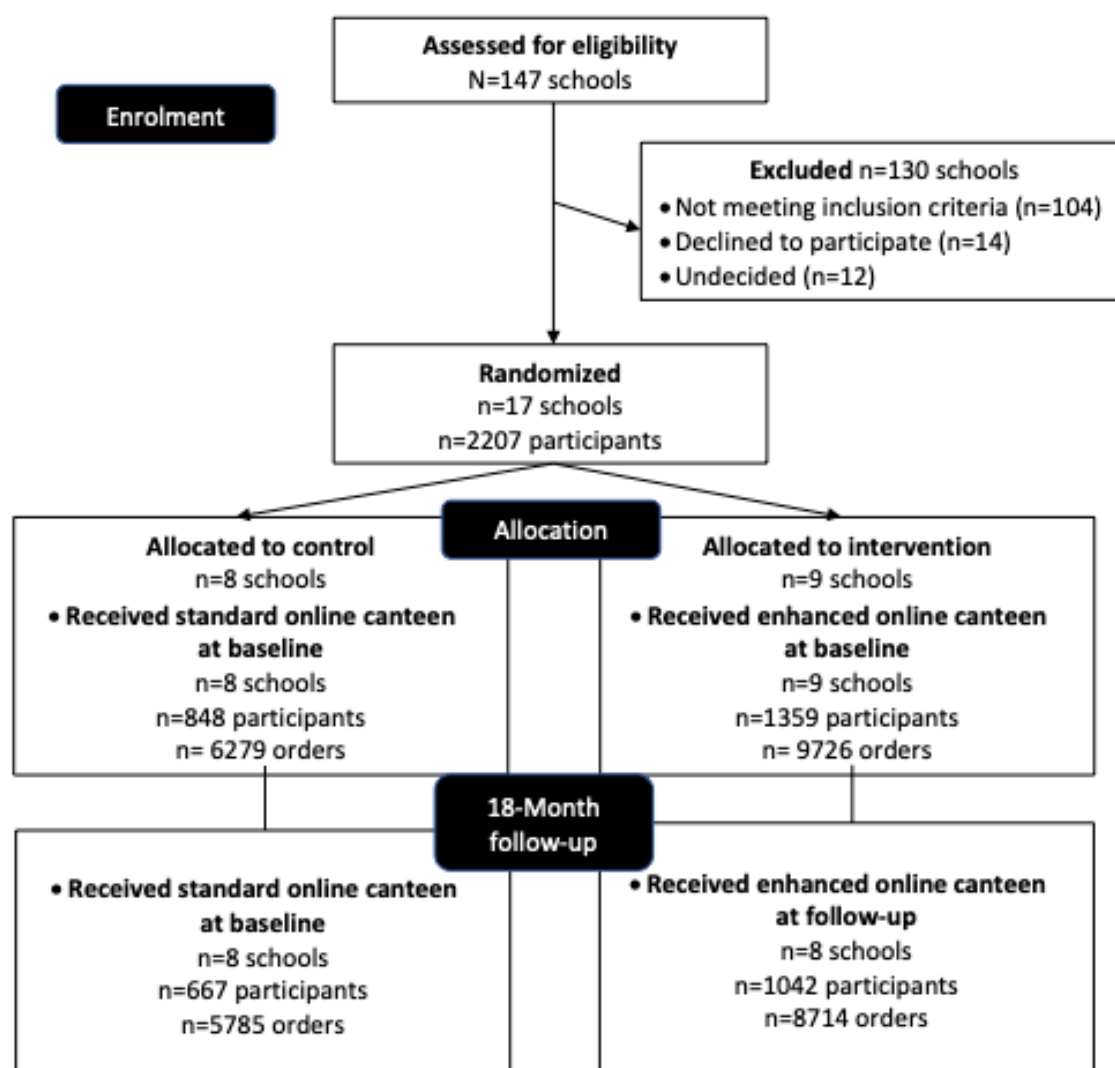 Assessed for eligibility
N=147 schools
Enrolment
Excluded n=130 schools
•Not meeting inclusion criteria (n=104)
•Declined to participate (n=14)
•Undecided (n=12)
Randomized
n=17 schools
n=2207 participants
Allocation
Allocated to control
n=8 schools
• Received standard online canteen
at baseline
n=8 schools
n=848 participants
n= 6279 orders
Allocated to intervention
n=9 schools
• Received enhanced online canteen
at baseline
n=9 schools
n=1359 participants
n= 9726 orders
18-Month
follow-up
• Received standard online canteen
at baseline
n=8 schools
n=667 participants
n=5785 orders
• Received enhanced online canteen
at follow-up
n=8 schools
n=1042 participants
n=8714 orders